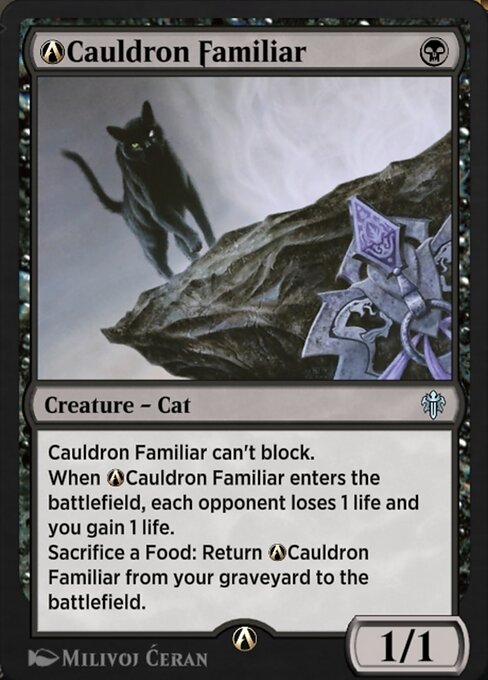 Cauldron Familiar
Creature – Cat
Cauldron Familiar can't block.
When Cauldron Familiar enters the
battlefield, each opponent loses 1 life and
you gain 1 life.
Sacrifice a Food: Return Cauldron
Familiar from your graveyard to the
battlefield.
1/1
Milivoj Ćeran